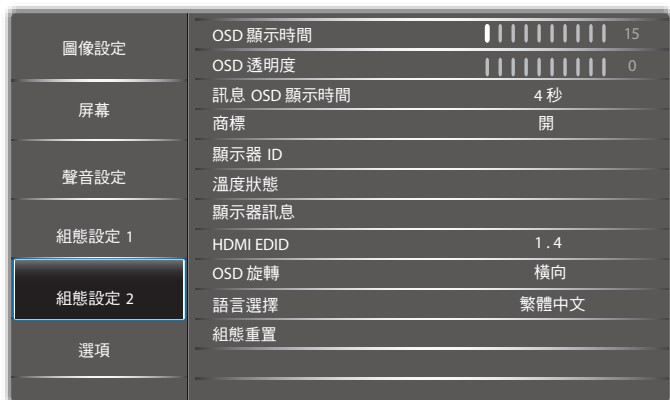 圖像設定
屏幕
聲音設定
組態設定 1
組態設定 2
選項
OSD 顯示時間 15
OSD 透明度 0
訊息 OSD 顯示時間 4 秒
商標 開
顯示器 ID
溫度狀態
顯示器訊息
HDMI EDID 1.4
OSD 旋轉 橫向
語言選擇 繁體中文
組態重置